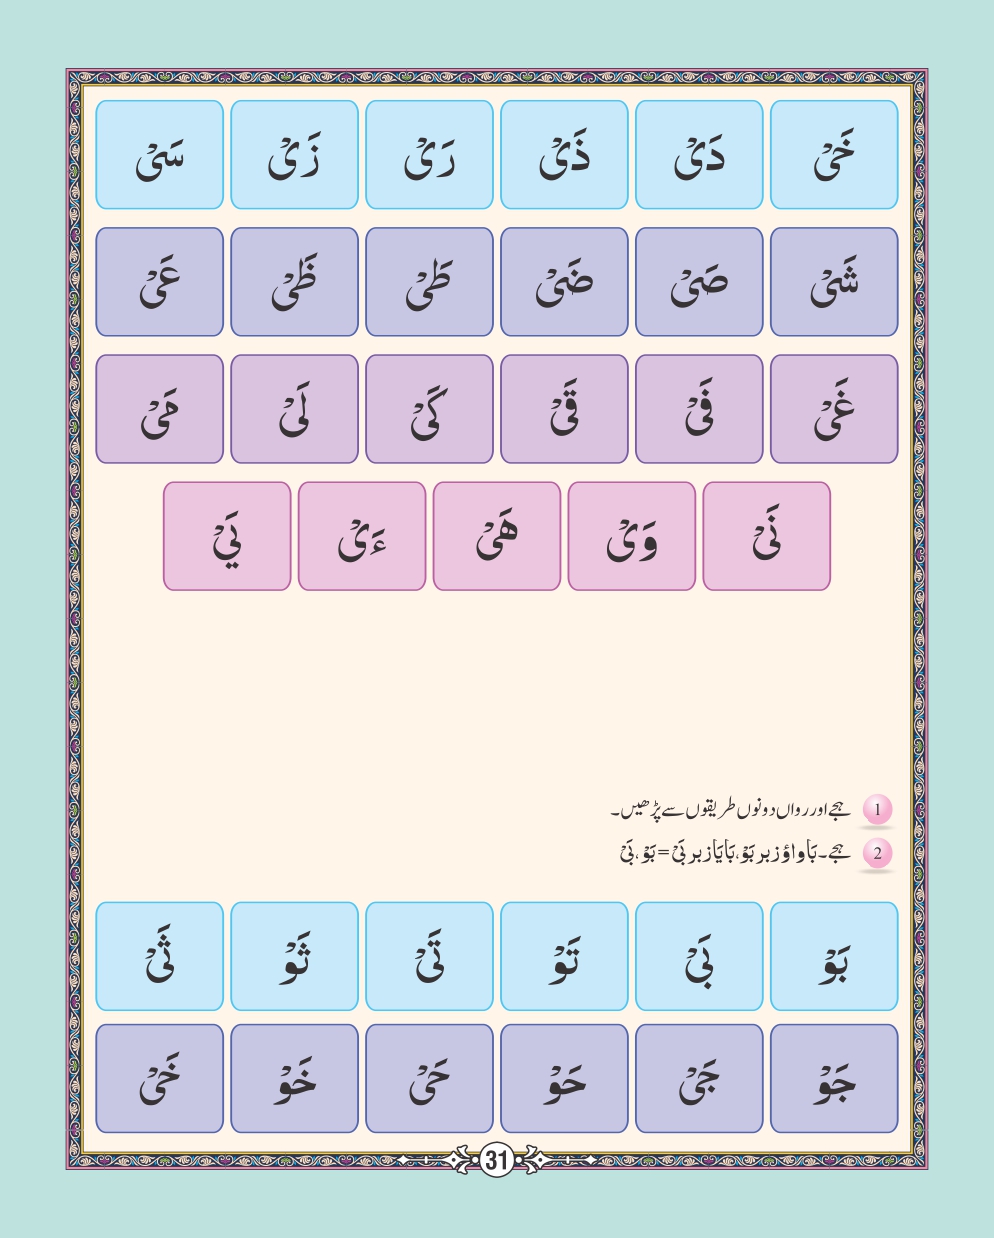 خَیْ دَیْ ذَیْ رَیْ زَیْ سَیْ
شَیْ صَیْ ضَیْ طَیْ ظَیْ عَیْ
غَیْ فَیْ قَیْ کَیْ لَیْ مَیْ
نَیْ وَیْ هَیْ ءَیْ يَيْ
1 ہجے اور رواں دونوں طریقوں سے پڑھیں۔
2 ہجے۔بَا واؤ زبر بَوْ، بَا یَا زبر بَیْ = بَوْ، بَیْ
بَوْ بَیْ تَوْ تَیْ ثَوْ ثَیْ
جَوْ جَیْ حَوْ حَیْ خَوْ خَیْ
31